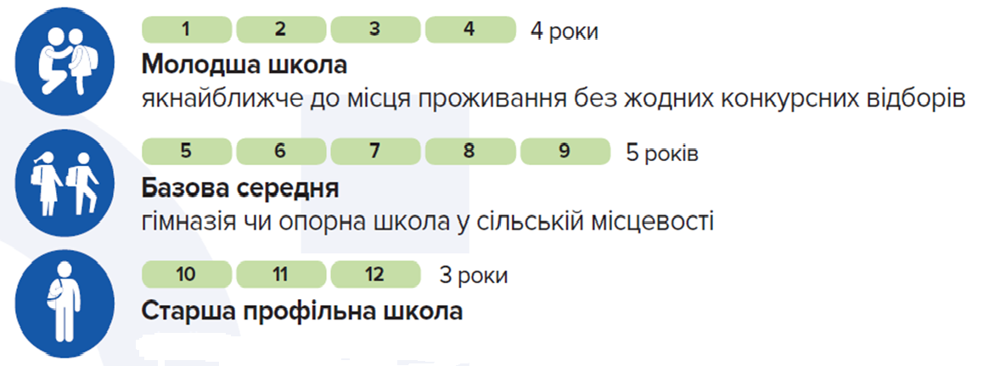 1 2 3 4 4 роки
Молодша школа
якнайближче до місця проживання без жодних конкурсних відборів
5 6 7 8 9 5 років
Базова середня
гімназія чи опорна школа у сільській місцевості
10 11 12 3 роки
Старша профільна школа